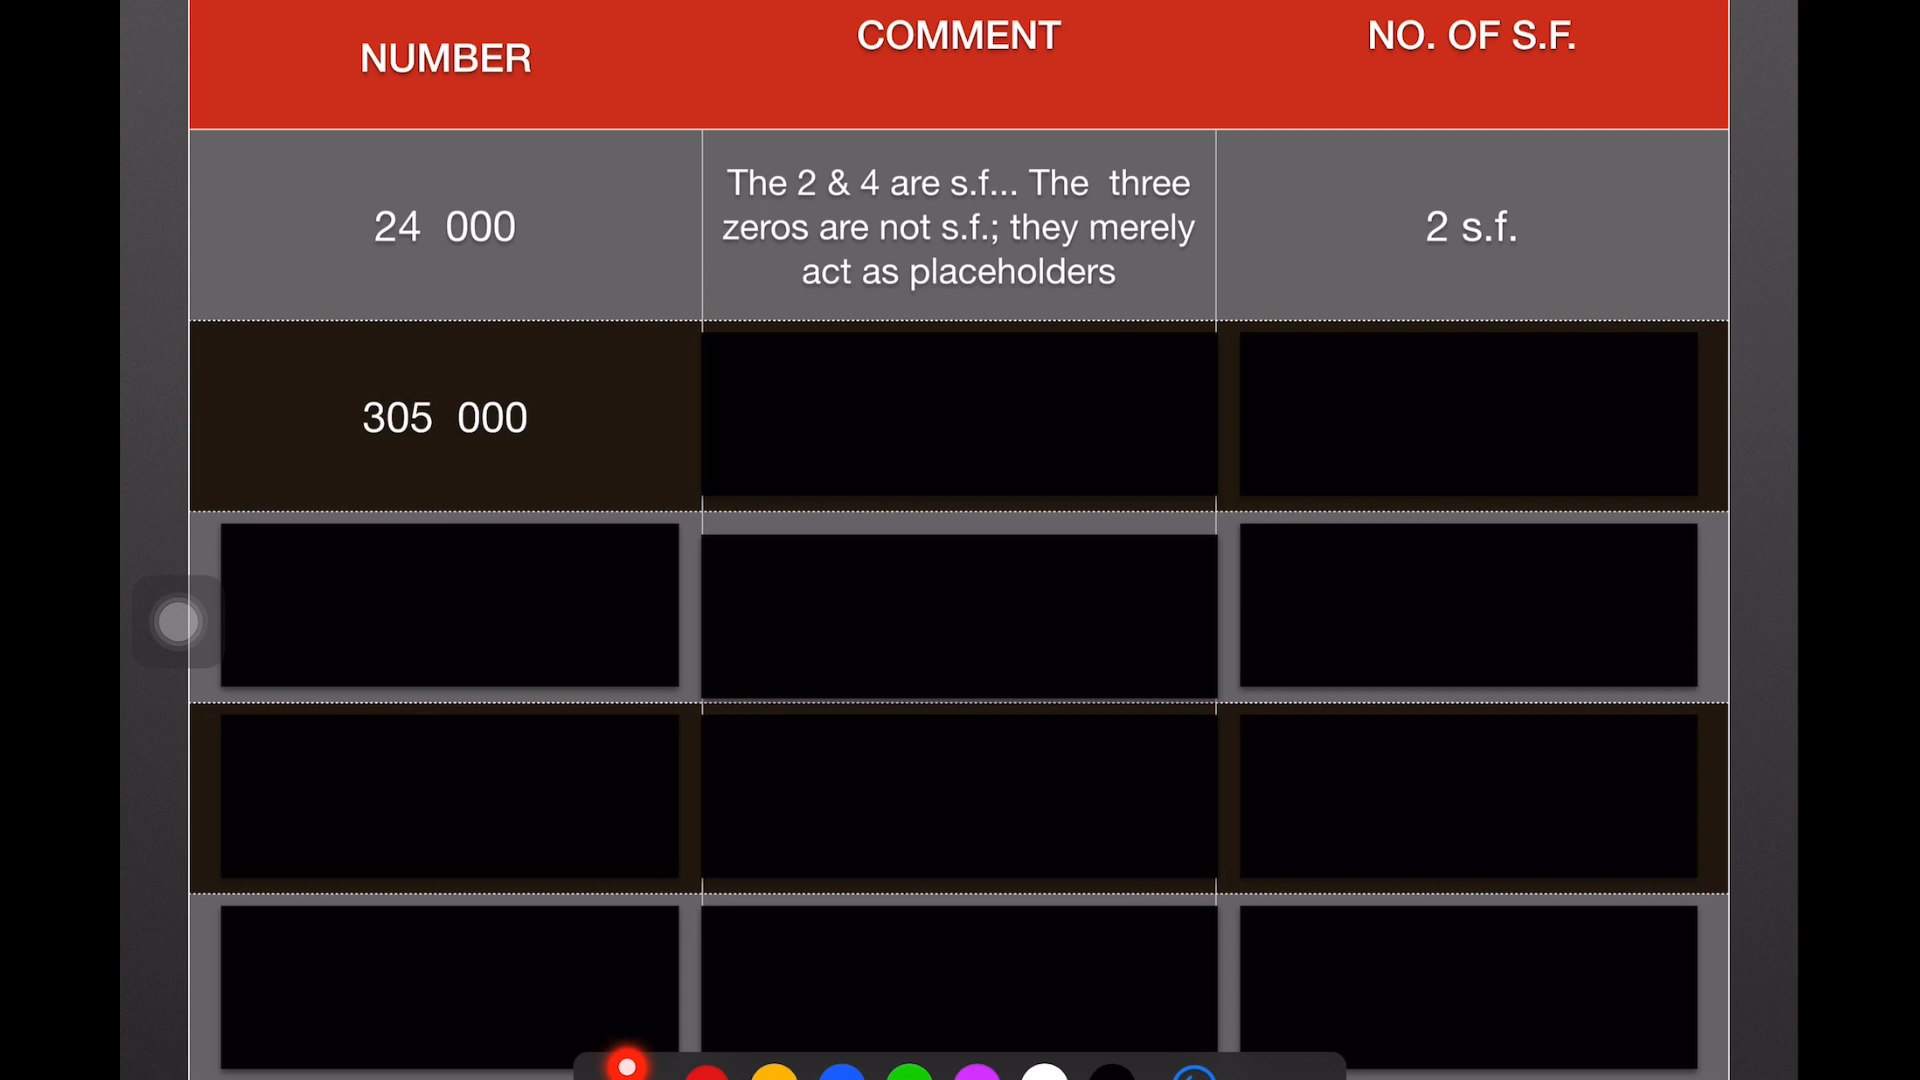 NUMBER
COMMENT
NO. OF S.F.
24 000
The 2 & 4 are s.f... The three
zeros are not s.f.; they merely
act as placeholders
2 s.f.
305 000